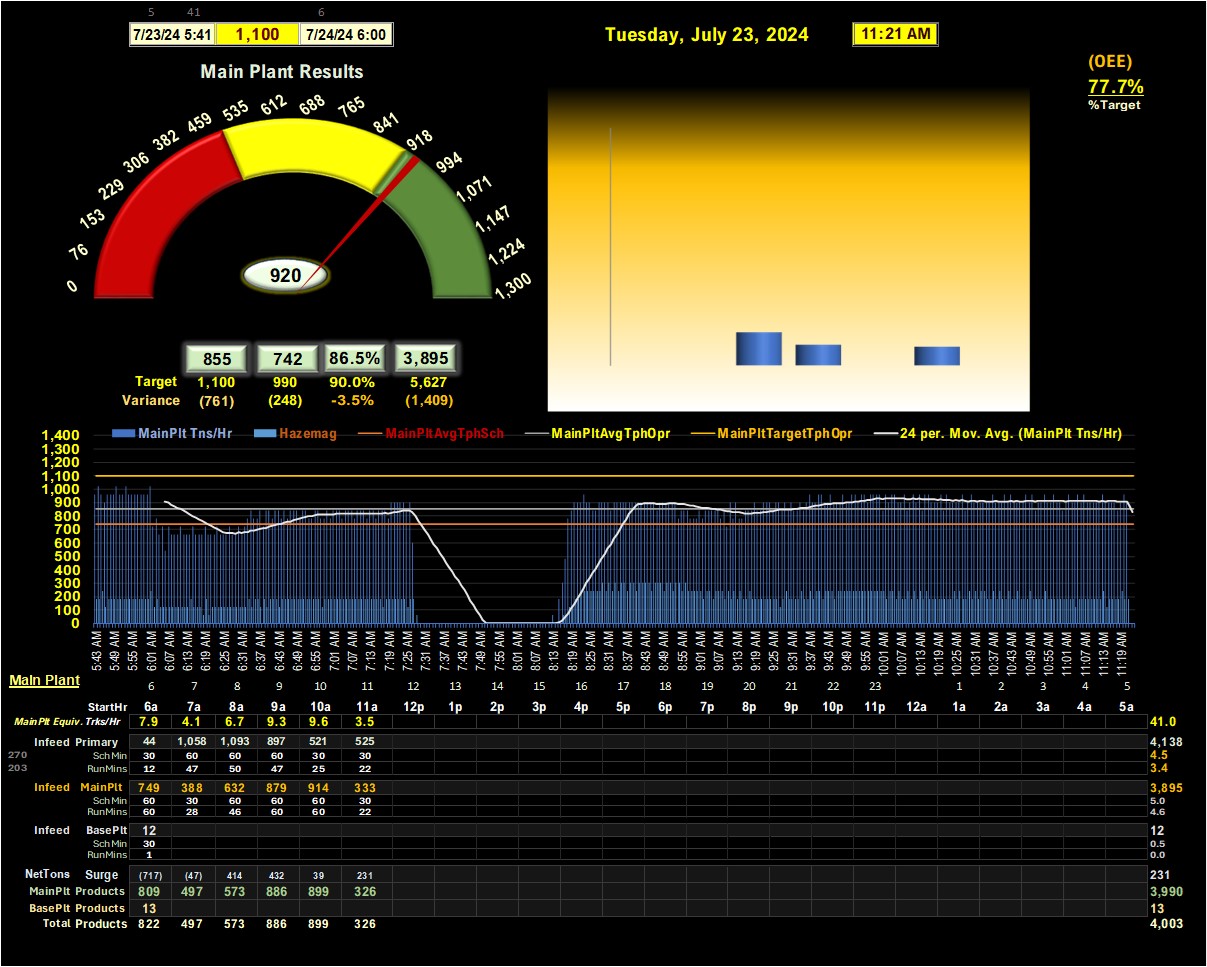 5 41 6
7/23/24 5:41 1,100 7/24/24 6:00 Tuesday, July 23, 2024 11:21 AM
(OEE)
77.7%
%Target
Main Plant Results
0 76 153 229 306 382 459 535 612 688 765 841 918 994 1,071 1,147 1,224 1,300
920
855 742 86.5% 3,895
Target 1,100 990 90.0% 5,627
Variance (761) (248) -3.5% (1,409)
MainPlt Tns/Hr Hazemag MainPltAvgTphSch MainPltAvgTphOpr MainPltTargetTphOpr 24 per. Mov. Avg. (MainPlt Tns/Hr)
1,400
1,300
1,200
1,100
1,000
900
800
700
600
500
400
300
200
100
0
5:43 AM 5:49 AM 5:55 AM 6:01 AM 6:07 AM 6:13 AM 6:19 AM 6:25 AM 6:31 AM 6:37 AM 6:43 AM 6:49 AM 6:55 AM 7:01 AM 7:07 AM 7:13 AM 7:19 AM 7:25 AM 7:31 AM 7:37 AM 7:43 AM 7:49 AM 7:55 AM 8:01 AM 8:07 AM 8:13 AM 8:19 AM 8:25 AM 8:31 AM 8:37 AM 8:43 AM 8:49 AM 8:55 AM 9:01 AM 9:07 AM 9:13 AM 9:19 AM 9:25 AM 9:31 AM 9:37 AM 9:43 AM 9:49 AM 9:55 AM 10:01 AM 10:07 AM 10:13 AM 10:19 AM 10:25 AM 10:31 AM 10:37 AM 10:43 AM 10:49 AM 10:55 AM 11:01 AM 11:07 AM 11:13 AM 11:19 AM
Main Plant
6 7 8 9 10 11 12 13 14 15 16 17 18 19 20 21 22 23 1 2 3 4 5
StartHr 6a 7a 8a 9a 10a 11a 12p 1p 2p 3p 4p 5p 6p 7p 8p 9p 10p 11p 12a 1a 2a 3a 4a 5a
MainPlt Equiv. Trks/Hr 7.9 4.1 6.7 9.3 9.6 3.5 41.0
Infeed Primary 44 1,058 1,093 897 521 525 4,138
270 SchMin 30 60 60 60 30 30 4.5
203 RunMins 12 47 50 47 25 22 3.4
Infeed MainPlt 749 388 632 879 914 333 3,895
SchMin 60 30 60 60 60 30 5.0
RunMins 60 28 46 60 60 22 4.6
Infeed BasePlt 12 12
SchMin 30 0.5
RunMins 1 0.0
NetTons Surge (717) (47) 414 432 39 231 231
MainPlt Products 809 497 573 886 899 326 3,990
BasePlt Products 13 13
Total Products 822 497 573 886 899 326 4,003